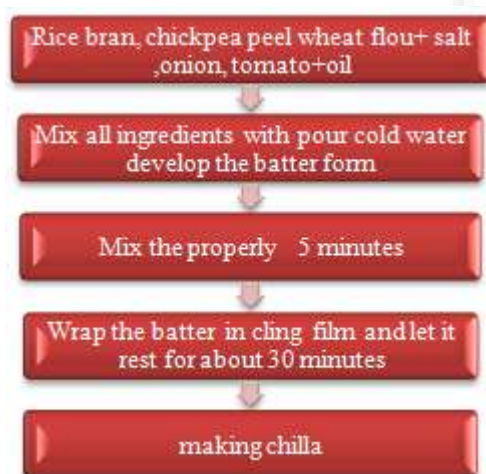 Rice bran, chickpea peel wheat flou+ salt
,onion, tomato+oil
Mix all ingredients with pour cold water
develop the batter form
Mix the properly 5 minutes
Wrap the batter in cling film and let it
rest for about 30 minutes
making chilla